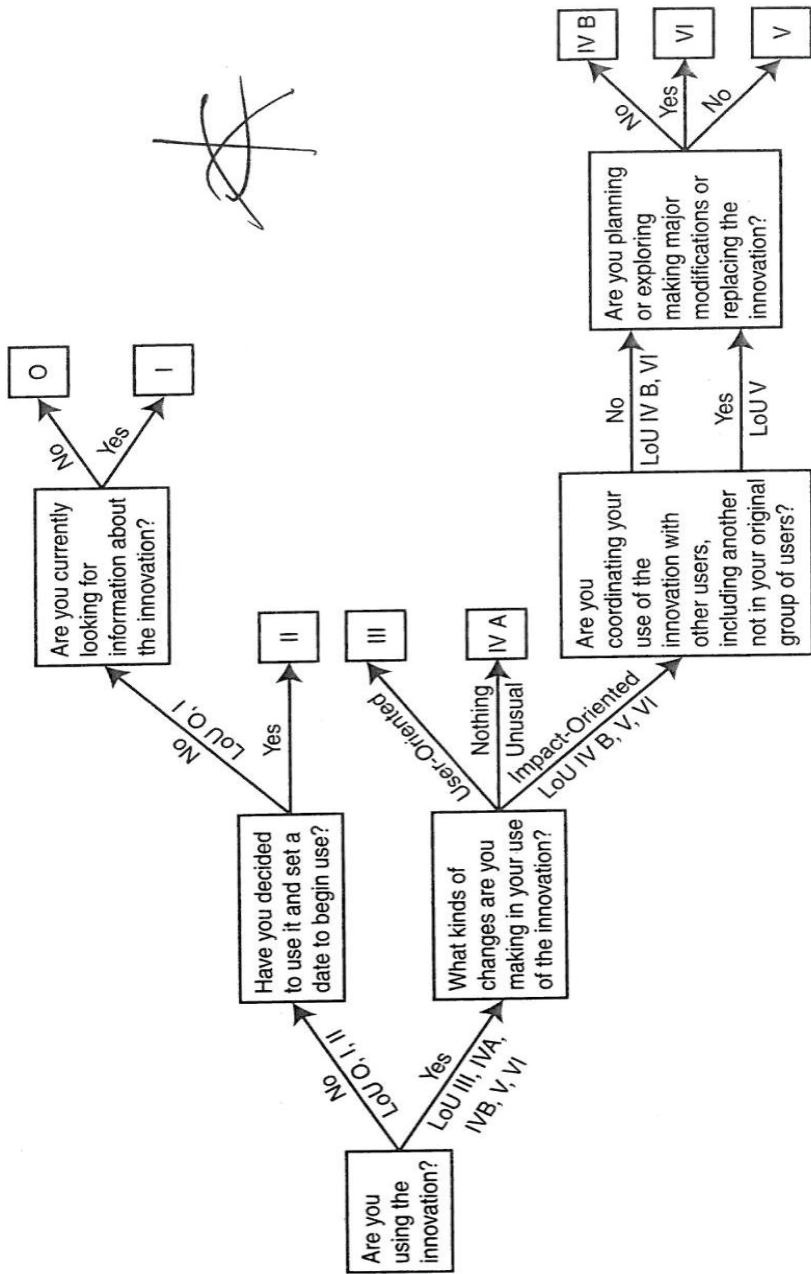 Are you
using the
innovation?
No
LoU O, I, II
Yes
LoU III, IVA,
IVB, V, VI
Have you decided
to use it and set a
date to begin use?
No
LoU O, I
Yes
II
Are you currently
looking for
information about
the innovation?
No
O
Yes
I
What kinds of
changes are you
making in your use
of the innovation?
User-Oriented
III
Nothing
Unusual
IV A
Impact-Oriented
LoU IV B, V, VI
Are you
coordinating your
use of the
innovation with
other users,
including another
not in your original
group of users?
No
LoU IV B, VI
Yes
LoU V
Are you planning
or exploring
making major
modifications or
replacing the
innovation?
No
IV B
Yes
VI
No
V